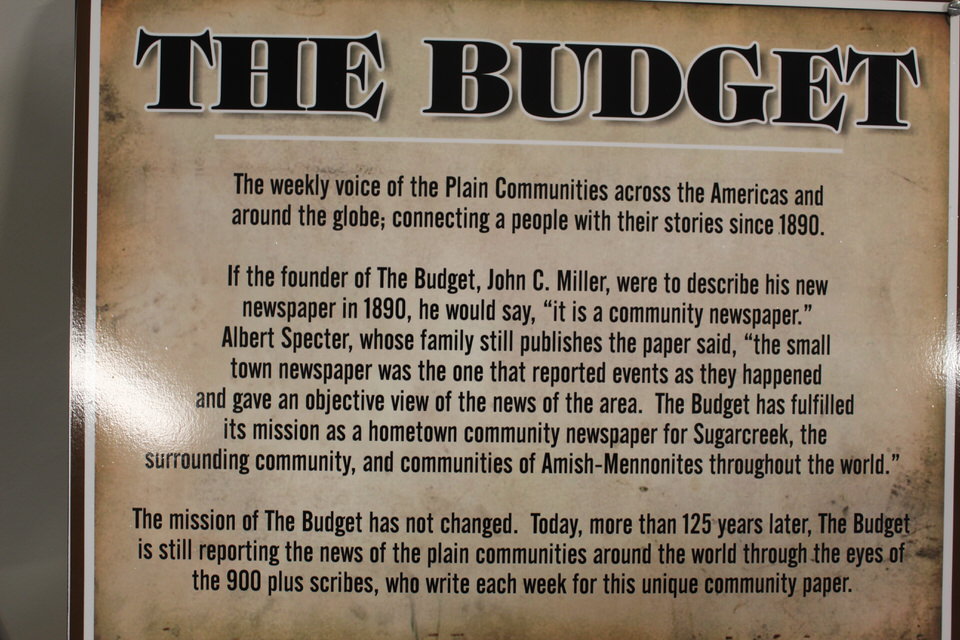 THE BUDGET
The weekly voice of the Plain Communities across the Americas and
around the globe; connecting a people with their stories since 1890.
If the founder of The Budget, John C. Miller, were to describe his new
newspaper in 1890, he would say, “it is a community newspaper.”
Albert Specter, whose family still publishes the paper said, “the small
town newspaper was the one that reported events as they happened
and gave an objective view of the news of the area. The Budget has fulfilled
its mission as a hometown community newspaper for Sugarcreek, the
surrounding community, and communities of Amish-Mennonites throughout the world.”
The mission of The Budget has not changed. Today, more than 125 years later, The Budget
is still reporting the news of the plain communities around the world through the eyes of
the 900 plus scribes, who write each week for this unique community paper.